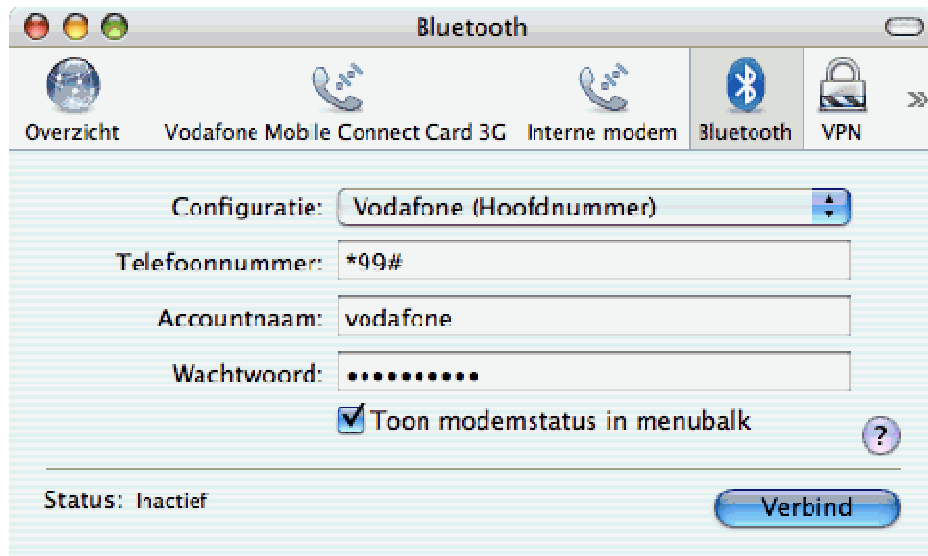 Bluetooth
Overzicht Vodafone Mobile Connect Card 3G Interne modem Bluetooth VPN »
Configuratie: Vodafone (Hoofdnummer)
Telefoonnummer: *99#
Accountnaam: vodafone
Wachtwoord: ••••••••••
Toon modemstatus in menubalk
?
Status: Inactief Verbind